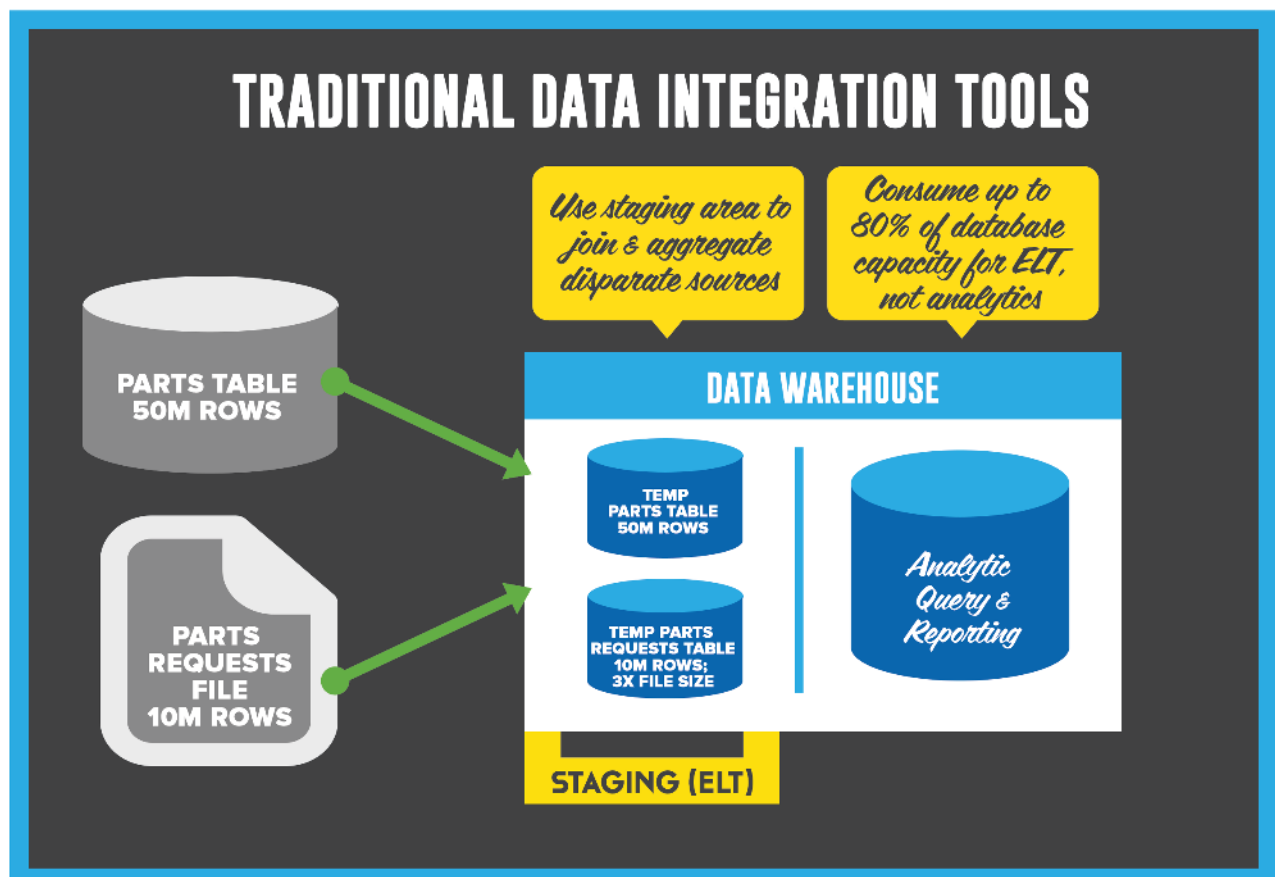 TRADITIONAL DATA INTEGRATION TOOLS
Use staging area to
join & aggregate
disparate sources
Consume up to
80% of database
capacity for ELT,
not analytics
PARTS TABLE
50M ROWS
PARTS
REQUESTS
FILE
10M ROWS
DATA WAREHOUSE
TEMP
PARTS TABLE
50M ROWS
TEMP PARTS
REQUESTS TABLE
10M ROWS;
3X FILE SIZE
Analytic
Query &
Reporting
STAGING (ELT)